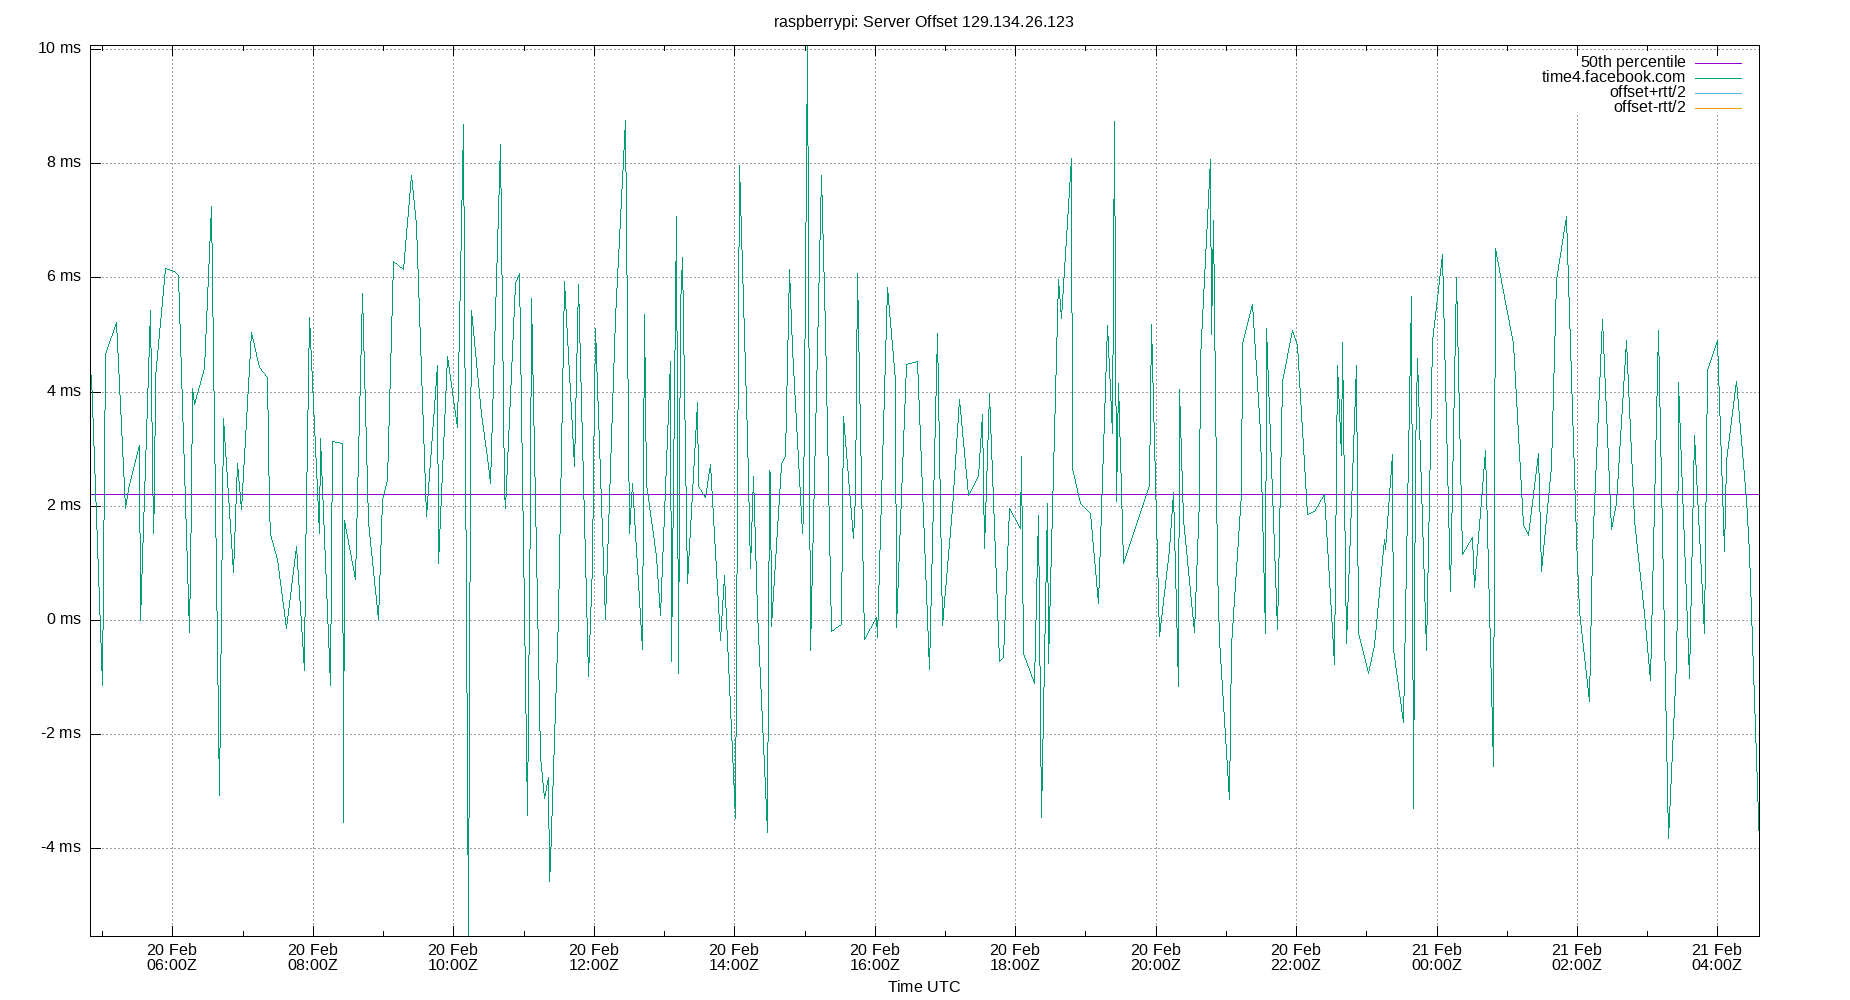 raspberrypi: Server Offset 129.134.26.123
10 ms
8 ms
6 ms
4 ms
2 ms
0 ms
-2 ms
-4 ms
50th percentile
time4.facebook.com
offset+rtt/2
offset-rtt/2
20 Feb 20 Feb 20 Feb 20 Feb 20 Feb 20 Feb 20 Feb 20 Feb 20 Feb 21 Feb 21 Feb 21 Feb
06:00Z 08:00Z 10:00Z 12:00Z 14:00Z 16:00Z 18:00Z 20:00Z 22:00Z 00:00Z 02:00Z 04:00Z
Time UTC